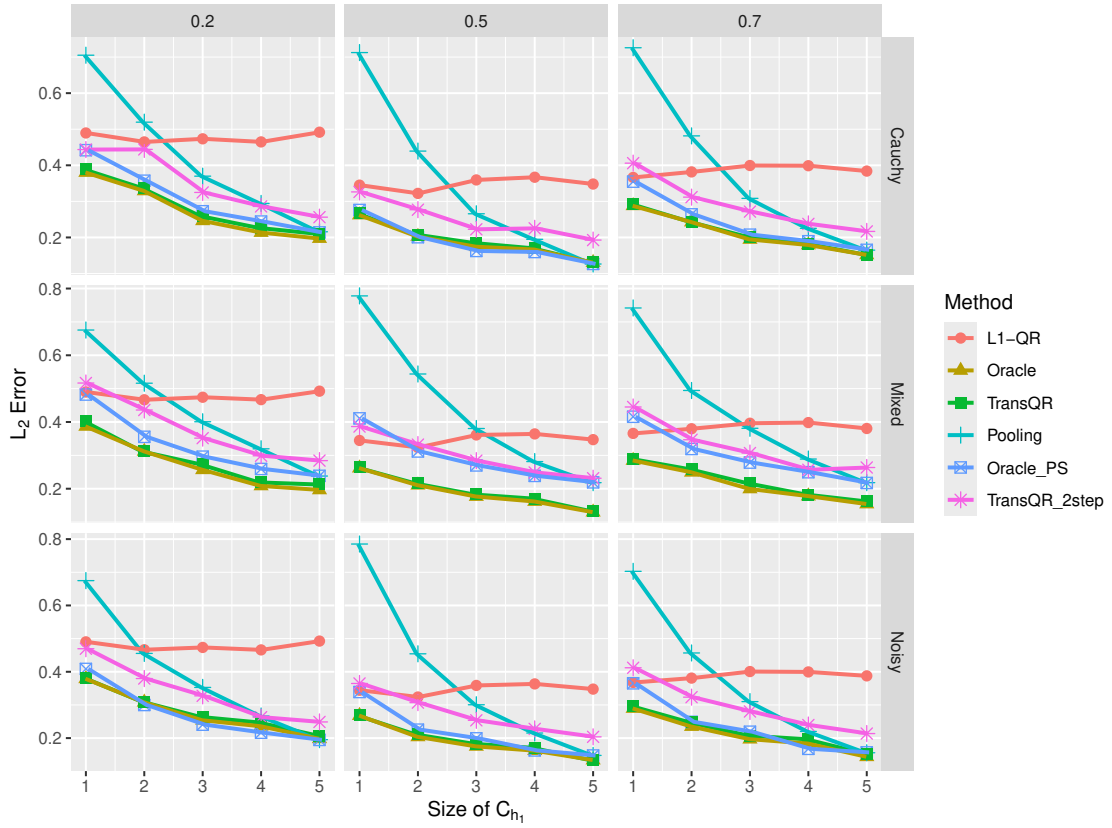 0.2 0.5 0.7
0.6
0.4
0.2
Cauchy
0.8
0.6
0.4
0.2
Mixed
0.8
0.6
0.4
0.2
Noisy
L2 Error
1 2 3 4 5 1 2 3 4 5 1 2 3 4 5
Size of Ch1
Method
L1−QR
Oracle
TransQR
Pooling
Oracle_PS
TransQR_2step